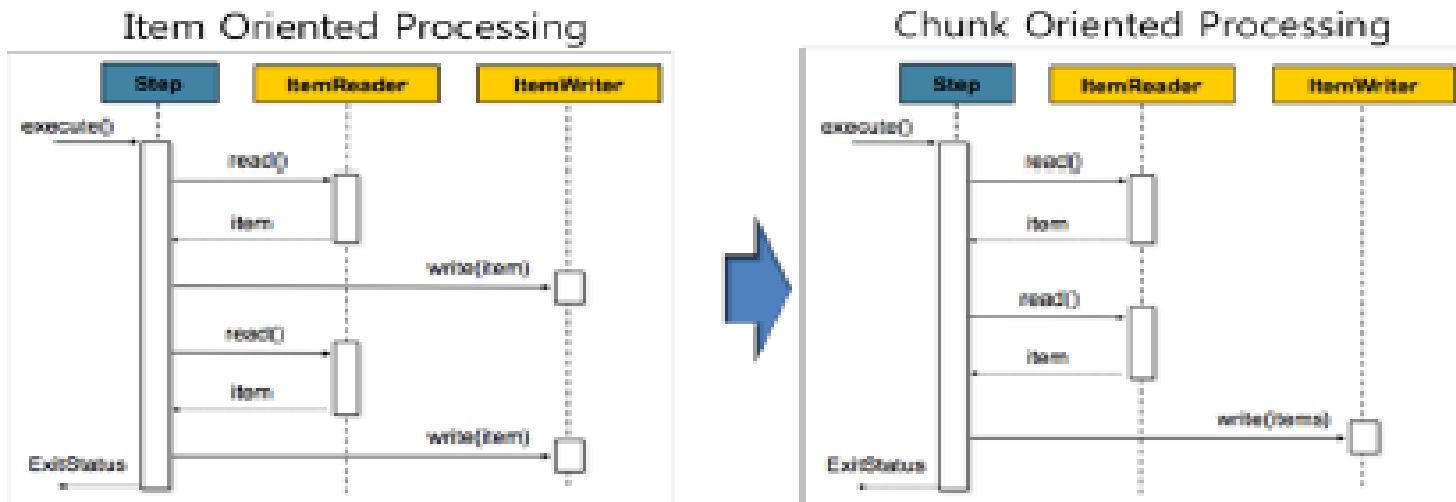 Item Oriented Processing
Step
ItemReader
ItemWriter
execute()
read()
item
write(item)
read()
item
write(item)
ExitStatus
Chunk Oriented Processing
Step
ItemReader
ItemWriter
execute()
read()
item
read()
item
write(items)
ExitStatus